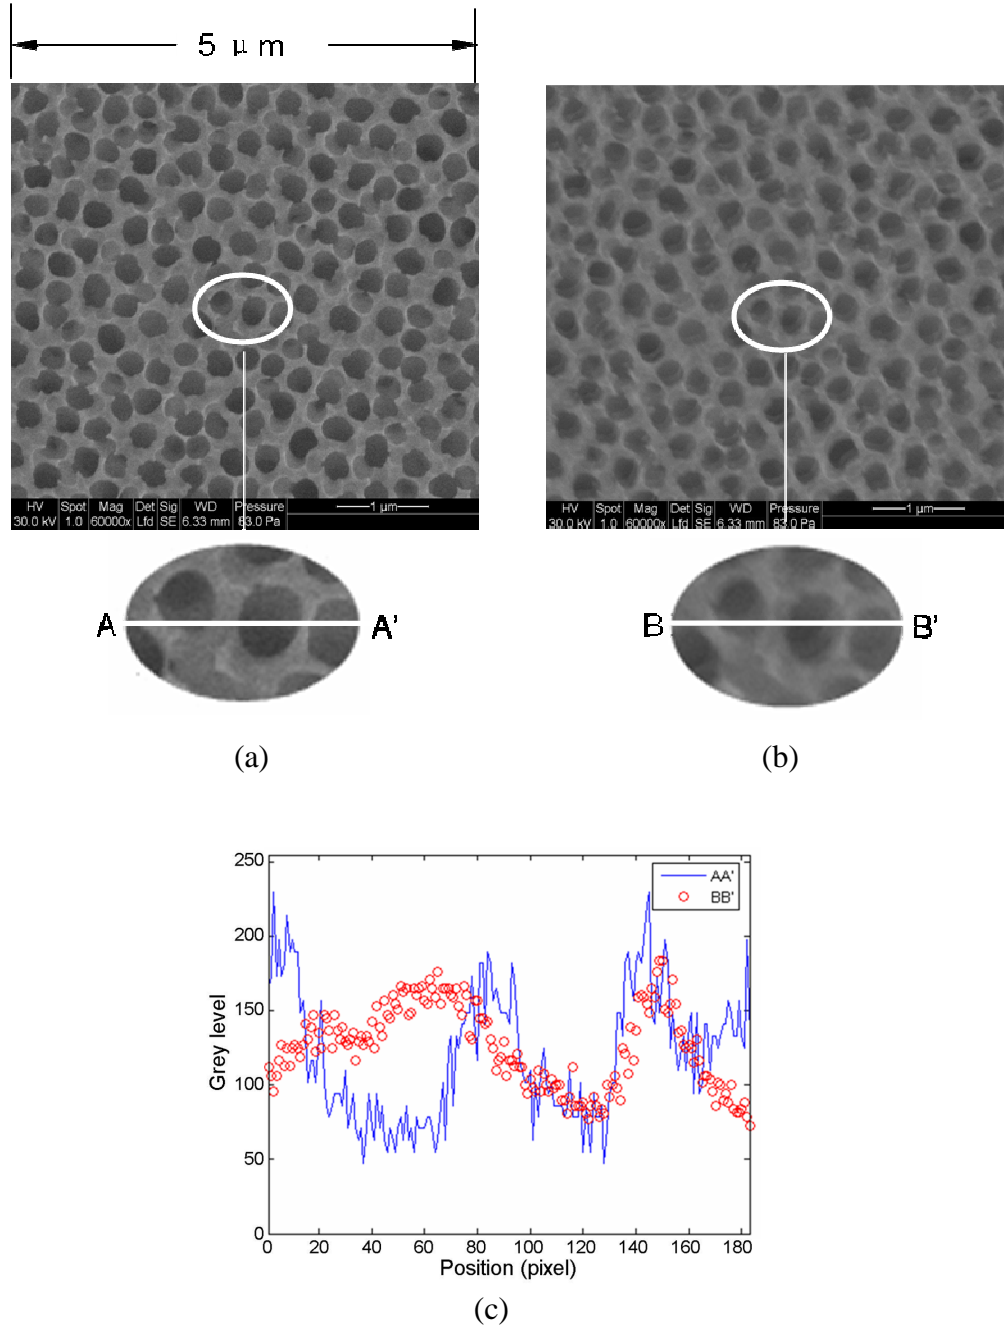 5 μm
HV Spot Mag Det Sig WD Pressure
30.0 kV 1.0 60000x Lfd SE 6.33 mm 83.0 Pa 1 μm
HV Spot Mag Det Sig WD Pressure
30.0 kV 1.0 60000x Lfd SE 6.33 mm 83.0 Pa 1 μm
A A'
B B'
(a)
(b)
250
200
150
100
50
0
Grey level
AA'
BB'
0 20 40 60 80 100 120 140 160 180
Position (pixel)
(c)